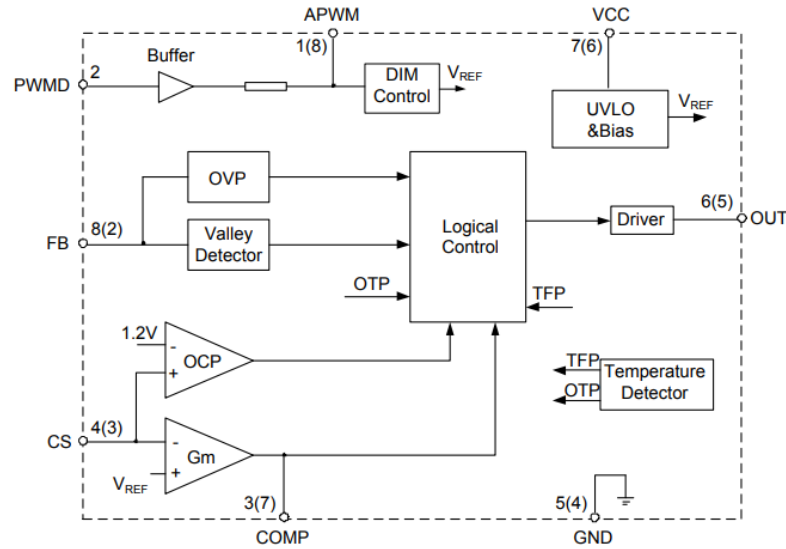 APWM
VCC
1(8)
7(6)
Buffer
PWMD
2
DIM
Control
VREF
UVLO
&Bias
VREF
OVP
6(5)
8(2)
Logical
Control
Driver
OUT
FB
Valley
Detector
OTP
TFP
1.2V
-
OCP
+
TFP
Temperature
Detector
OTP
4(3)
CS
-
Gm
+
VREF
3(7)
5(4)
COMP
GND